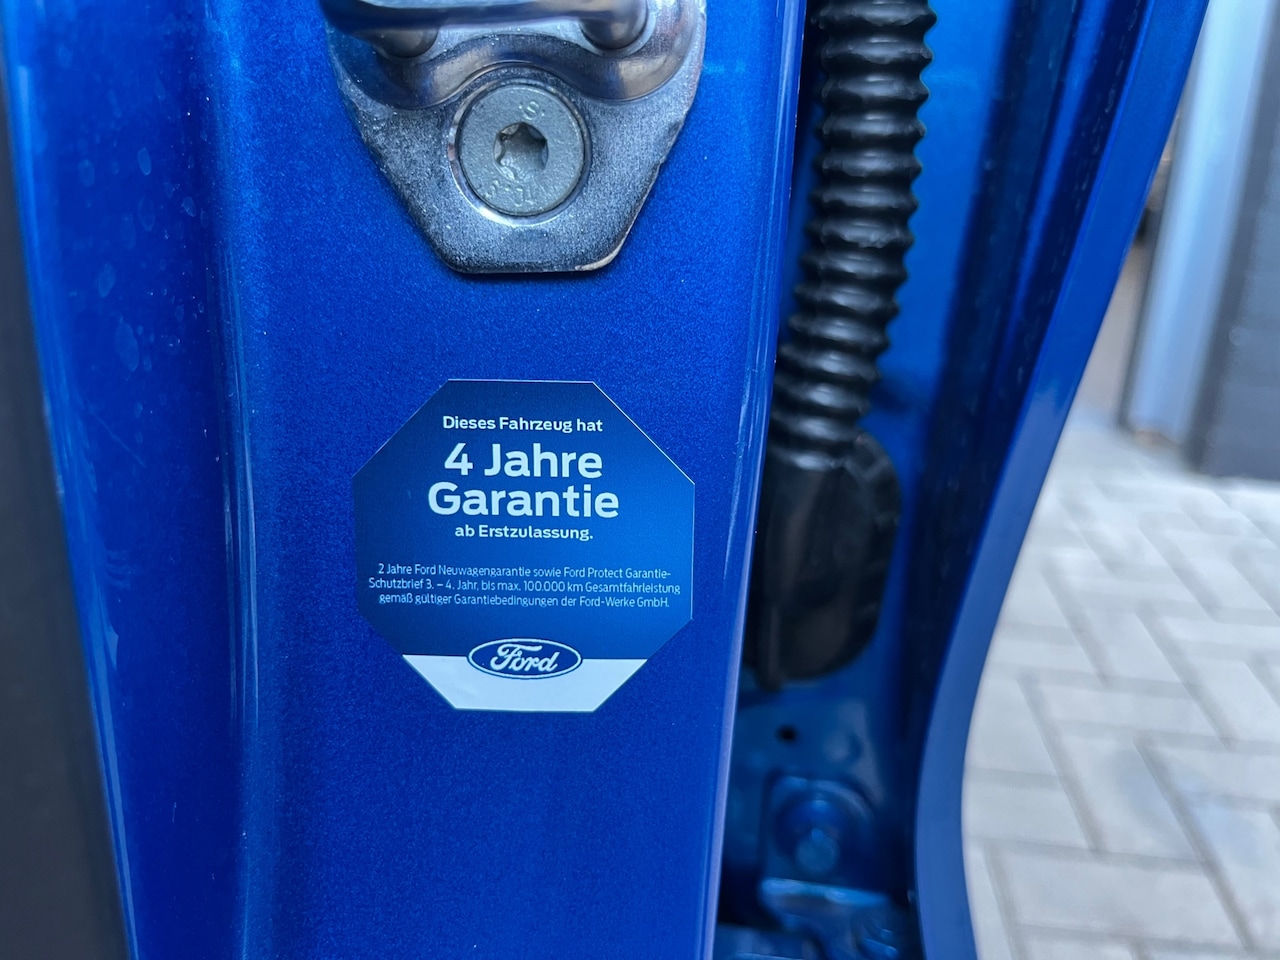 Dieses Fahrzeug hat
4 Jahre
Garantie
ab Erstzulassung.
2 Jahre Ford Neuwagengarantie sowie Ford Protect Garantie-
Schutzbrief 3. – 4. Jahr, bis max. 100.000 km Gesamtfahrleistung
gemäß gültiger Garantiebedingungen der Ford-Werke GmbH.
Ford